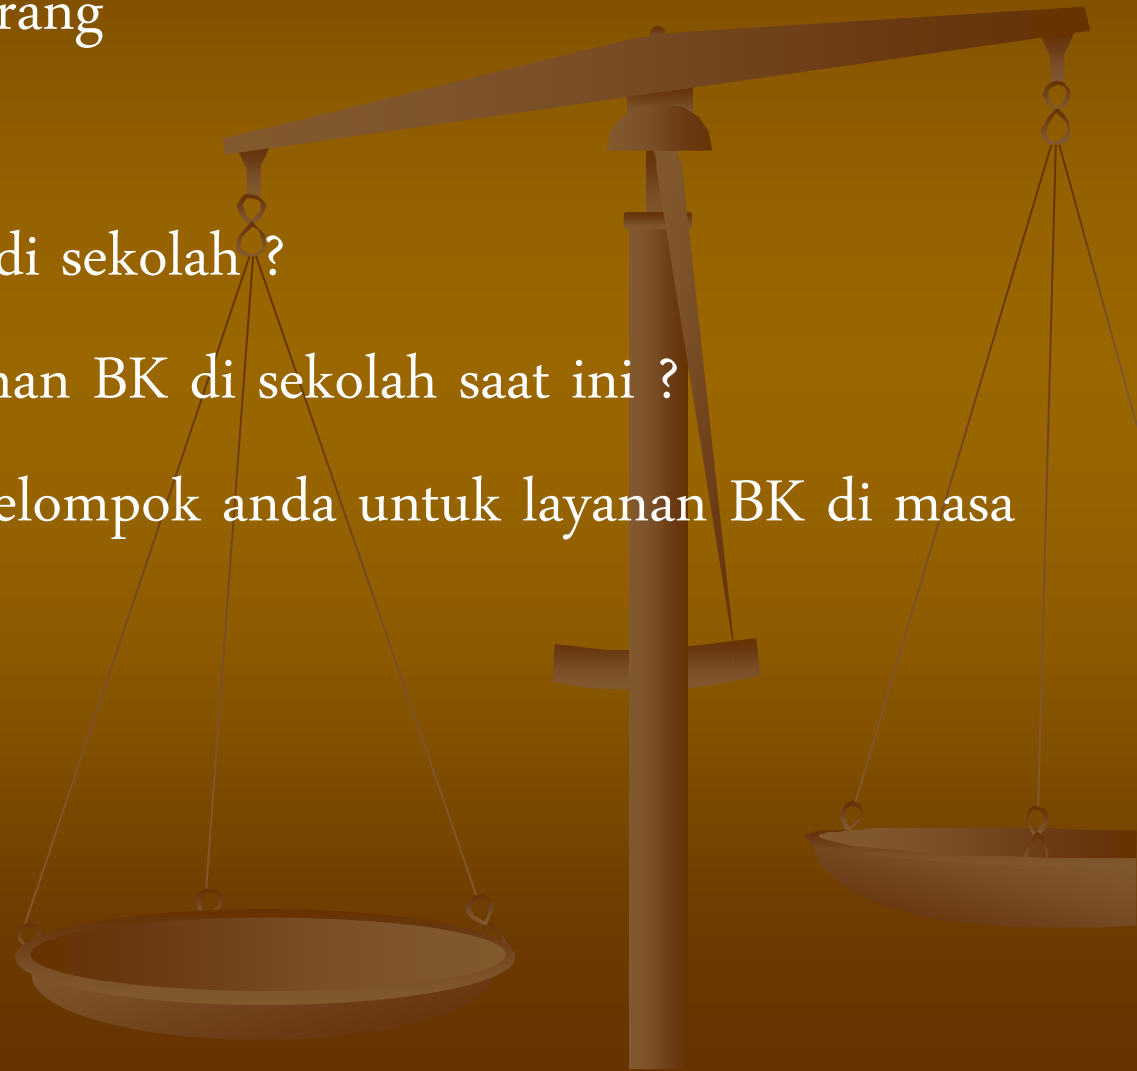 rang
di sekolah ?
nan BK di sekolah saat ini ?
elompok anda untuk layanan BK di masa